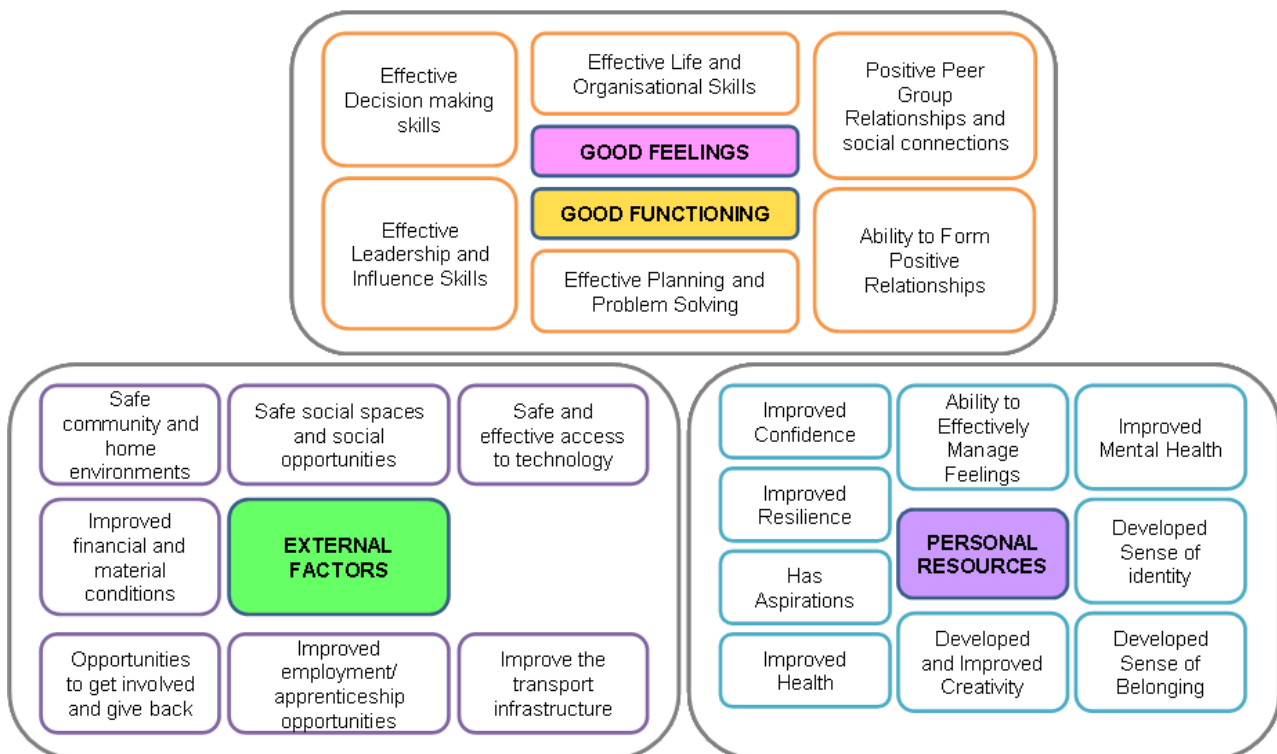 Effective
Decision making
skills
Effective Life and
Organisational Skills
Positive Peer
Group
Relationships and
social connections
GOOD FEELINGS
GOOD FUNCTIONING
Effective
Leadership and
Influence Skills
Effective Planning and
Problem Solving
Ability to Form
Positive
Relationships
Safe
community and
home
environments
Safe social spaces
and social
opportunities
Safe and
effective access
to technology
Improved
financial and
material
conditions
EXTERNAL
FACTORS
Opportunities
to get involved
and give back
Improved
employment/
apprenticeship
opportunities
Improve the
transport
infrastructure
Improved
Confidence
Ability to
Effectively
Manage
Feelings
Improved
Mental Health
Improved
Resilience
PERSONAL
RESOURCES
Developed
Sense of
identity
Has
Aspirations
Improved
Health
Developed
and Improved
Creativity
Developed
Sense of
Belonging